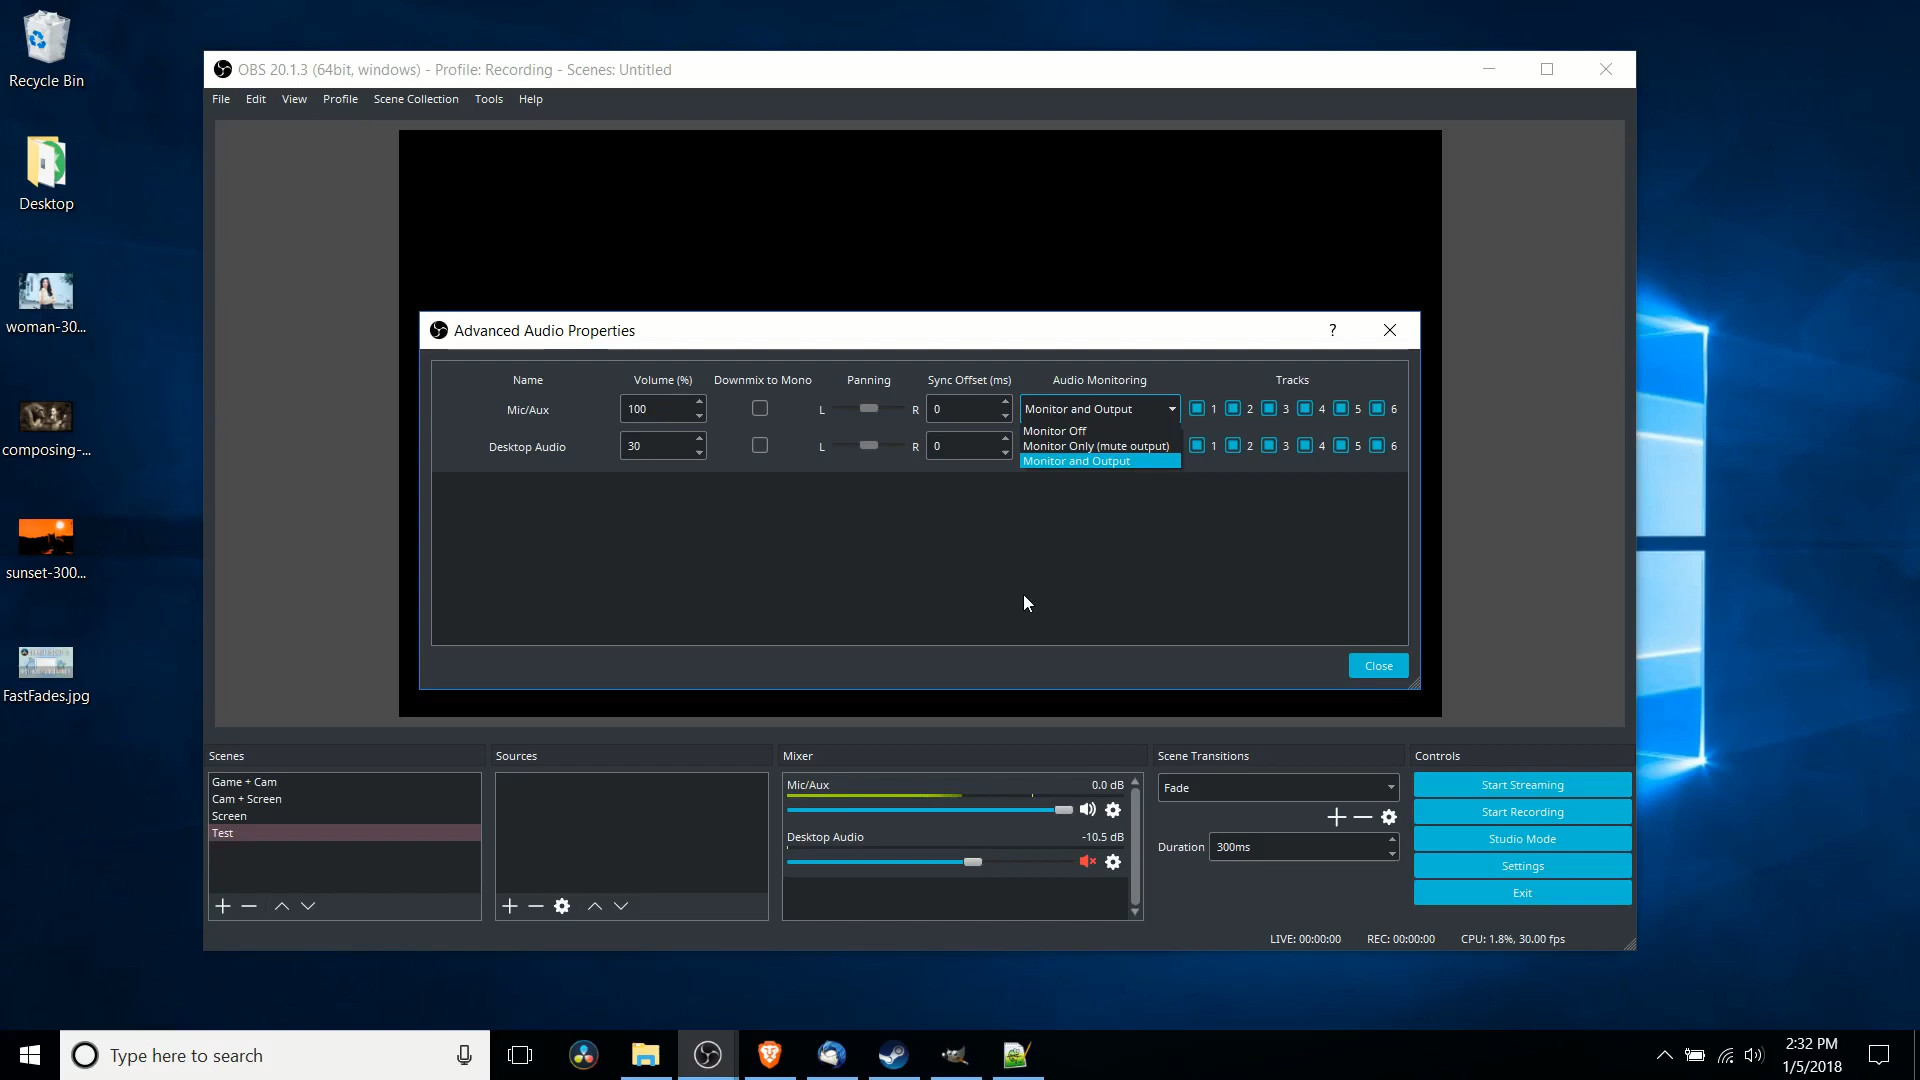 Recycle Bin
Desktop
woman-30...
composing-...
sunset-300...
FastFades.jpg
OBS 20.1.3 (64bit, windows) - Profile: Recording - Scenes: Untitled
File Edit View Profile Scene Collection Tools Help
Advanced Audio Properties
?
Name Volume (%) Downmix to Mono Panning Sync Offset (ms) Audio Monitoring Tracks
Mic/Aux 100 L R 0 Monitor and Output 1 2 3 4 5 6
Monitor Off
Desktop Audio 30 L R 0 Monitor Only (mute output) 1 2 3 4 5 6
Monitor and Output
Close
Scenes
Game + Cam
Cam + Screen
Screen
Test
Sources
Mixer
Mic/Aux 0.0 dB
Desktop Audio -10.5 dB
Scene Transitions
Fade
Duration 300ms
Controls
Start Streaming
Start Recording
Studio Mode
Settings
Exit
LIVE: 00:00:00 REC: 00:00:00 CPU: 1.8%, 30.00 fps
Type here to search
2:32 PM
1/5/2018